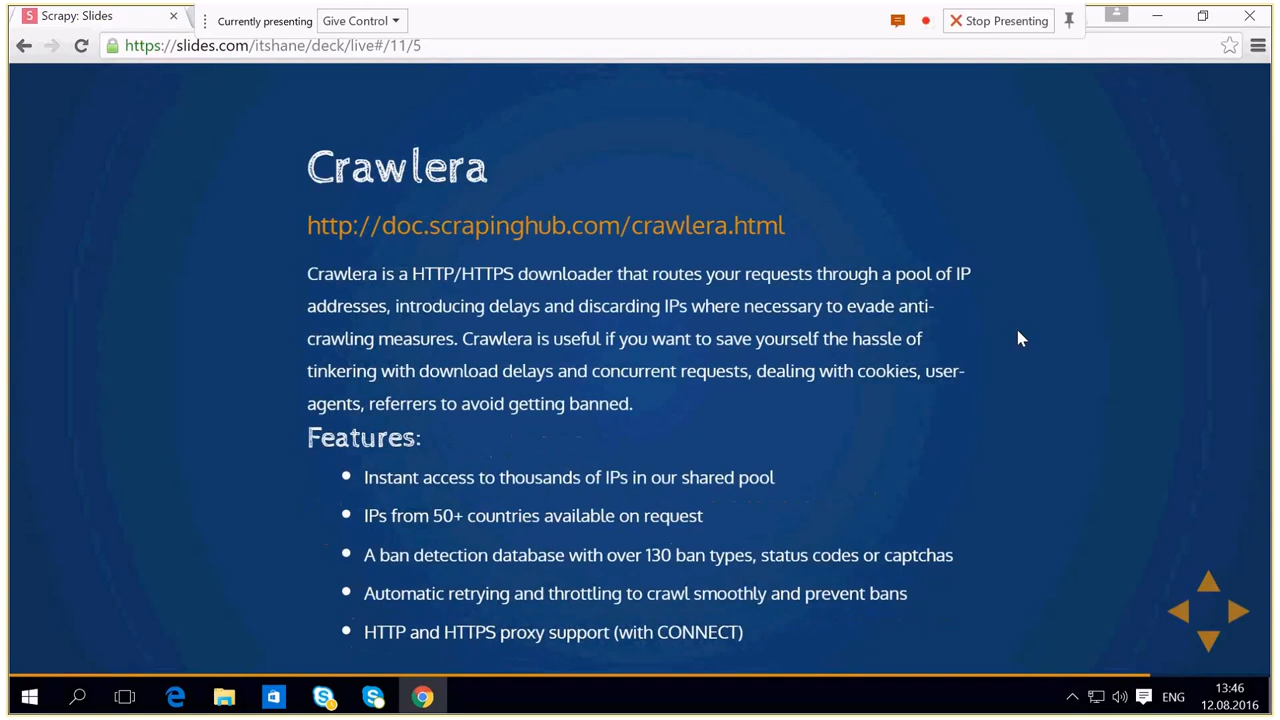 Scrapy: Slides
Currently presenting
Give Control
Stop Presenting
https://slides.com/itshane/deck/live#/11/5
Crawlera
http://doc.scrapinghub.com/crawlera.html
Crawlera is a HTTP/HTTPS downloader that routes your requests through a pool of IP
addresses, introducing delays and discarding IPs where necessary to evade anti-
crawling measures. Crawlera is useful if you want to save yourself the hassle of
tinkering with download delays and concurrent requests, dealing with cookies, user-
agents, referrers to avoid getting banned.
Features:
Instant access to thousands of IPs in our shared pool
IPs from 50+ countries available on request
A ban detection database with over 130 ban types, status codes or captchas
Automatic retrying and throttling to crawl smoothly and prevent bans
HTTP and HTTPS proxy support (with CONNECT)
ENG
13:46
12.08.2016